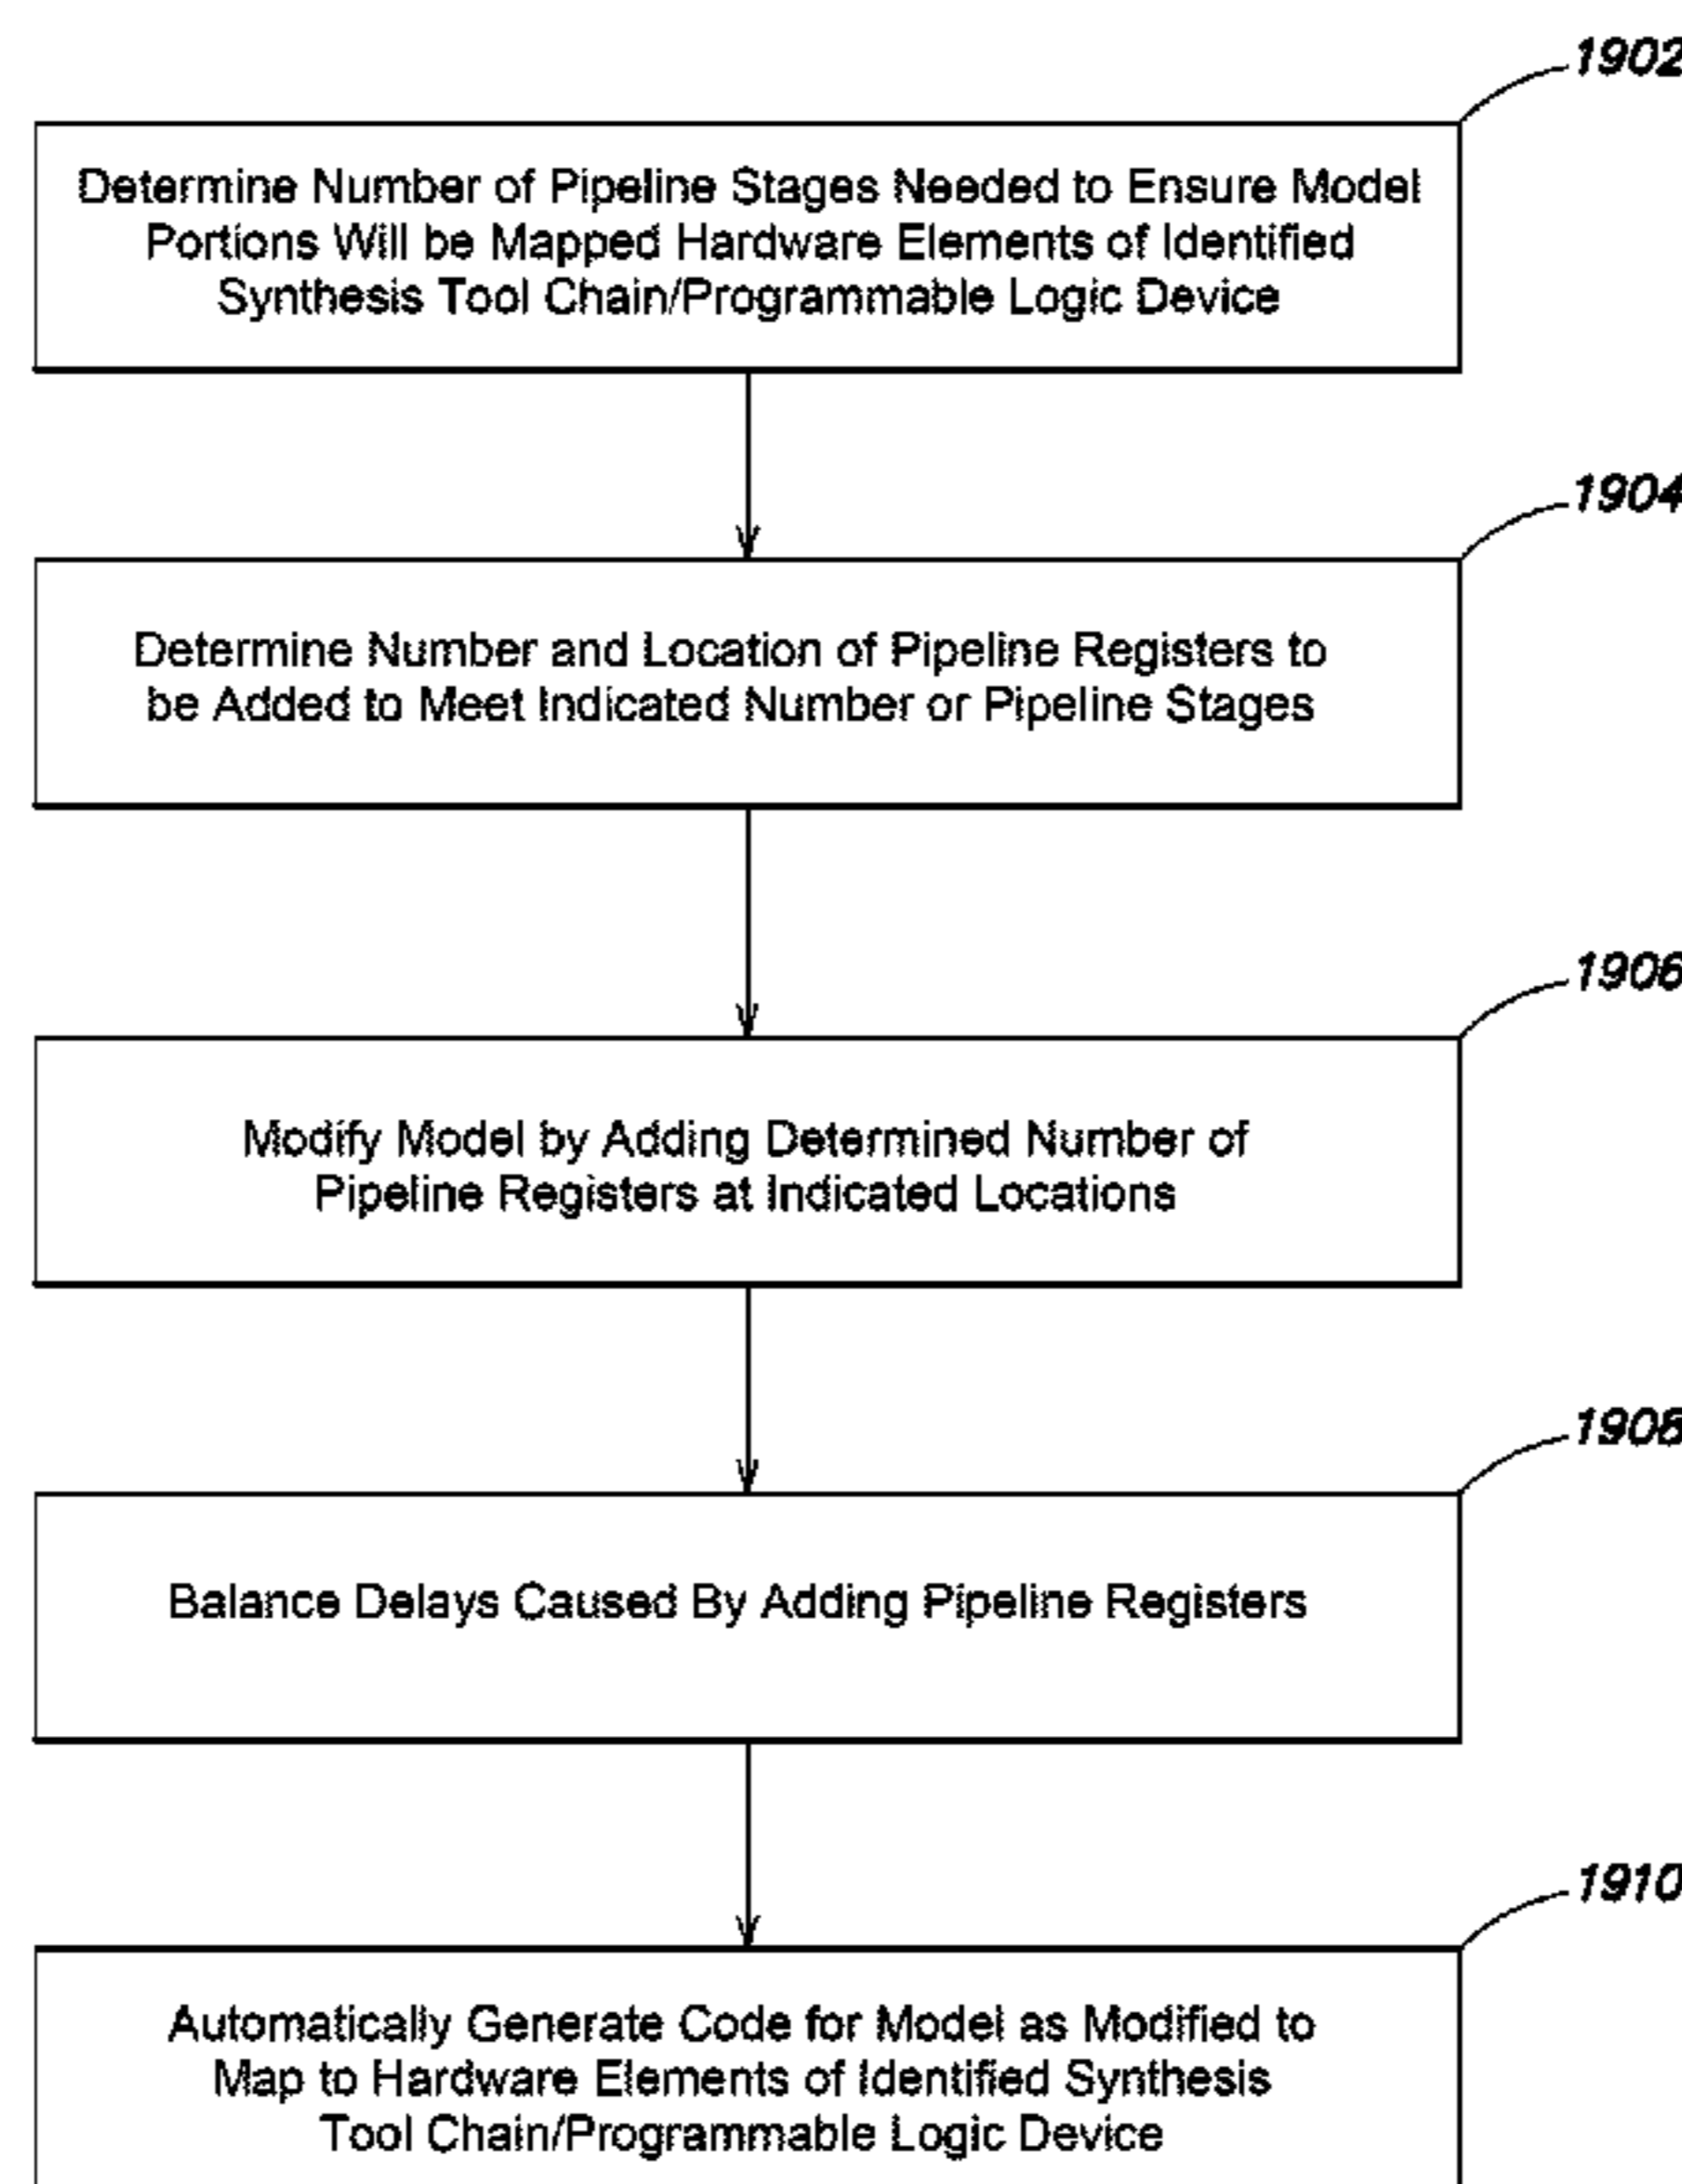 1902
Determine Number of Pipeline Stages Needed to Ensure Model
Portions Will be Mapped Hardware Elements of Identified
Synthesis Tool Chain/Programmable Logic Device
1904
Determine Number and Location of Pipeline Registers to
be Added to Meet Indicated Number or Pipeline Stages
1906
Modify Model by Adding Determined Number of
Pipeline Registers at Indicated Locations
1908
Balance Delays Caused By Adding Pipeline Registers
1910
Automatically Generate Code for Model as Modified to
Map to Hardware Elements of Identified Synthesis
Tool Chain/Programmable Logic Device